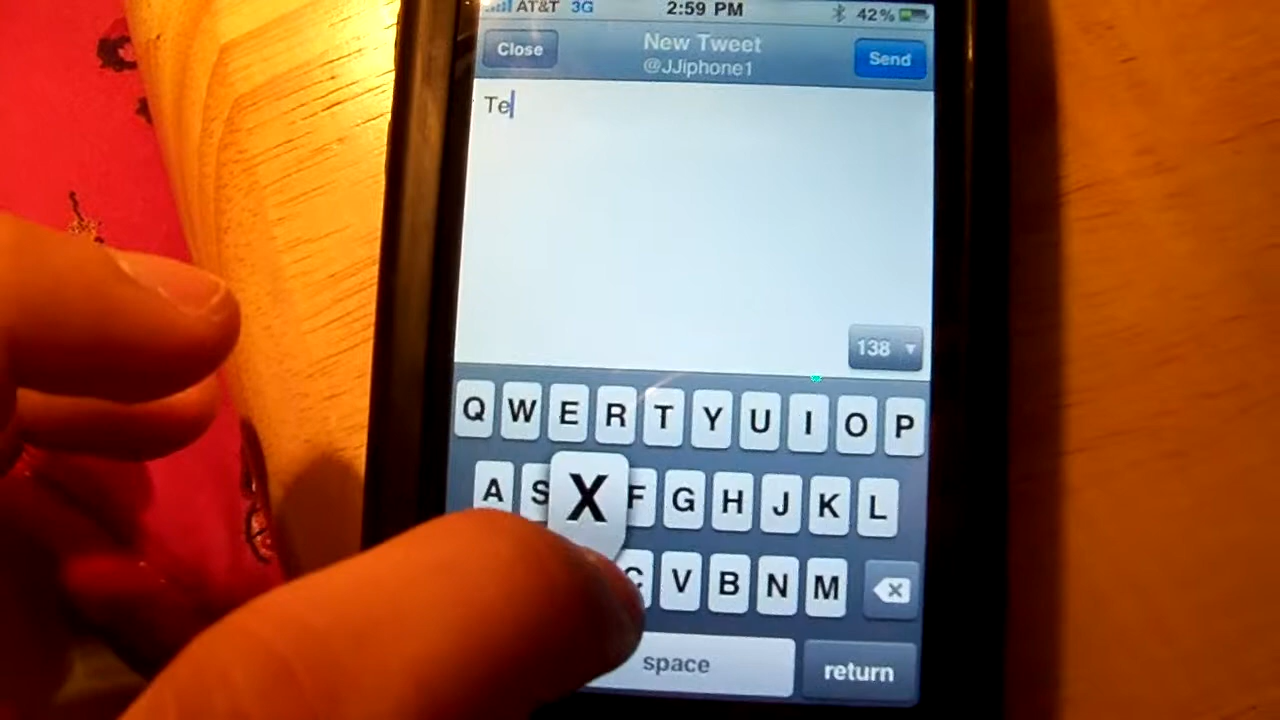 AT&T 3G 2:59 PM 42%
Close New Tweet Send
@JJiphone1
Te
138
Q W E R T Y U I O P
A S X F G H J K L
C V B N M
space return